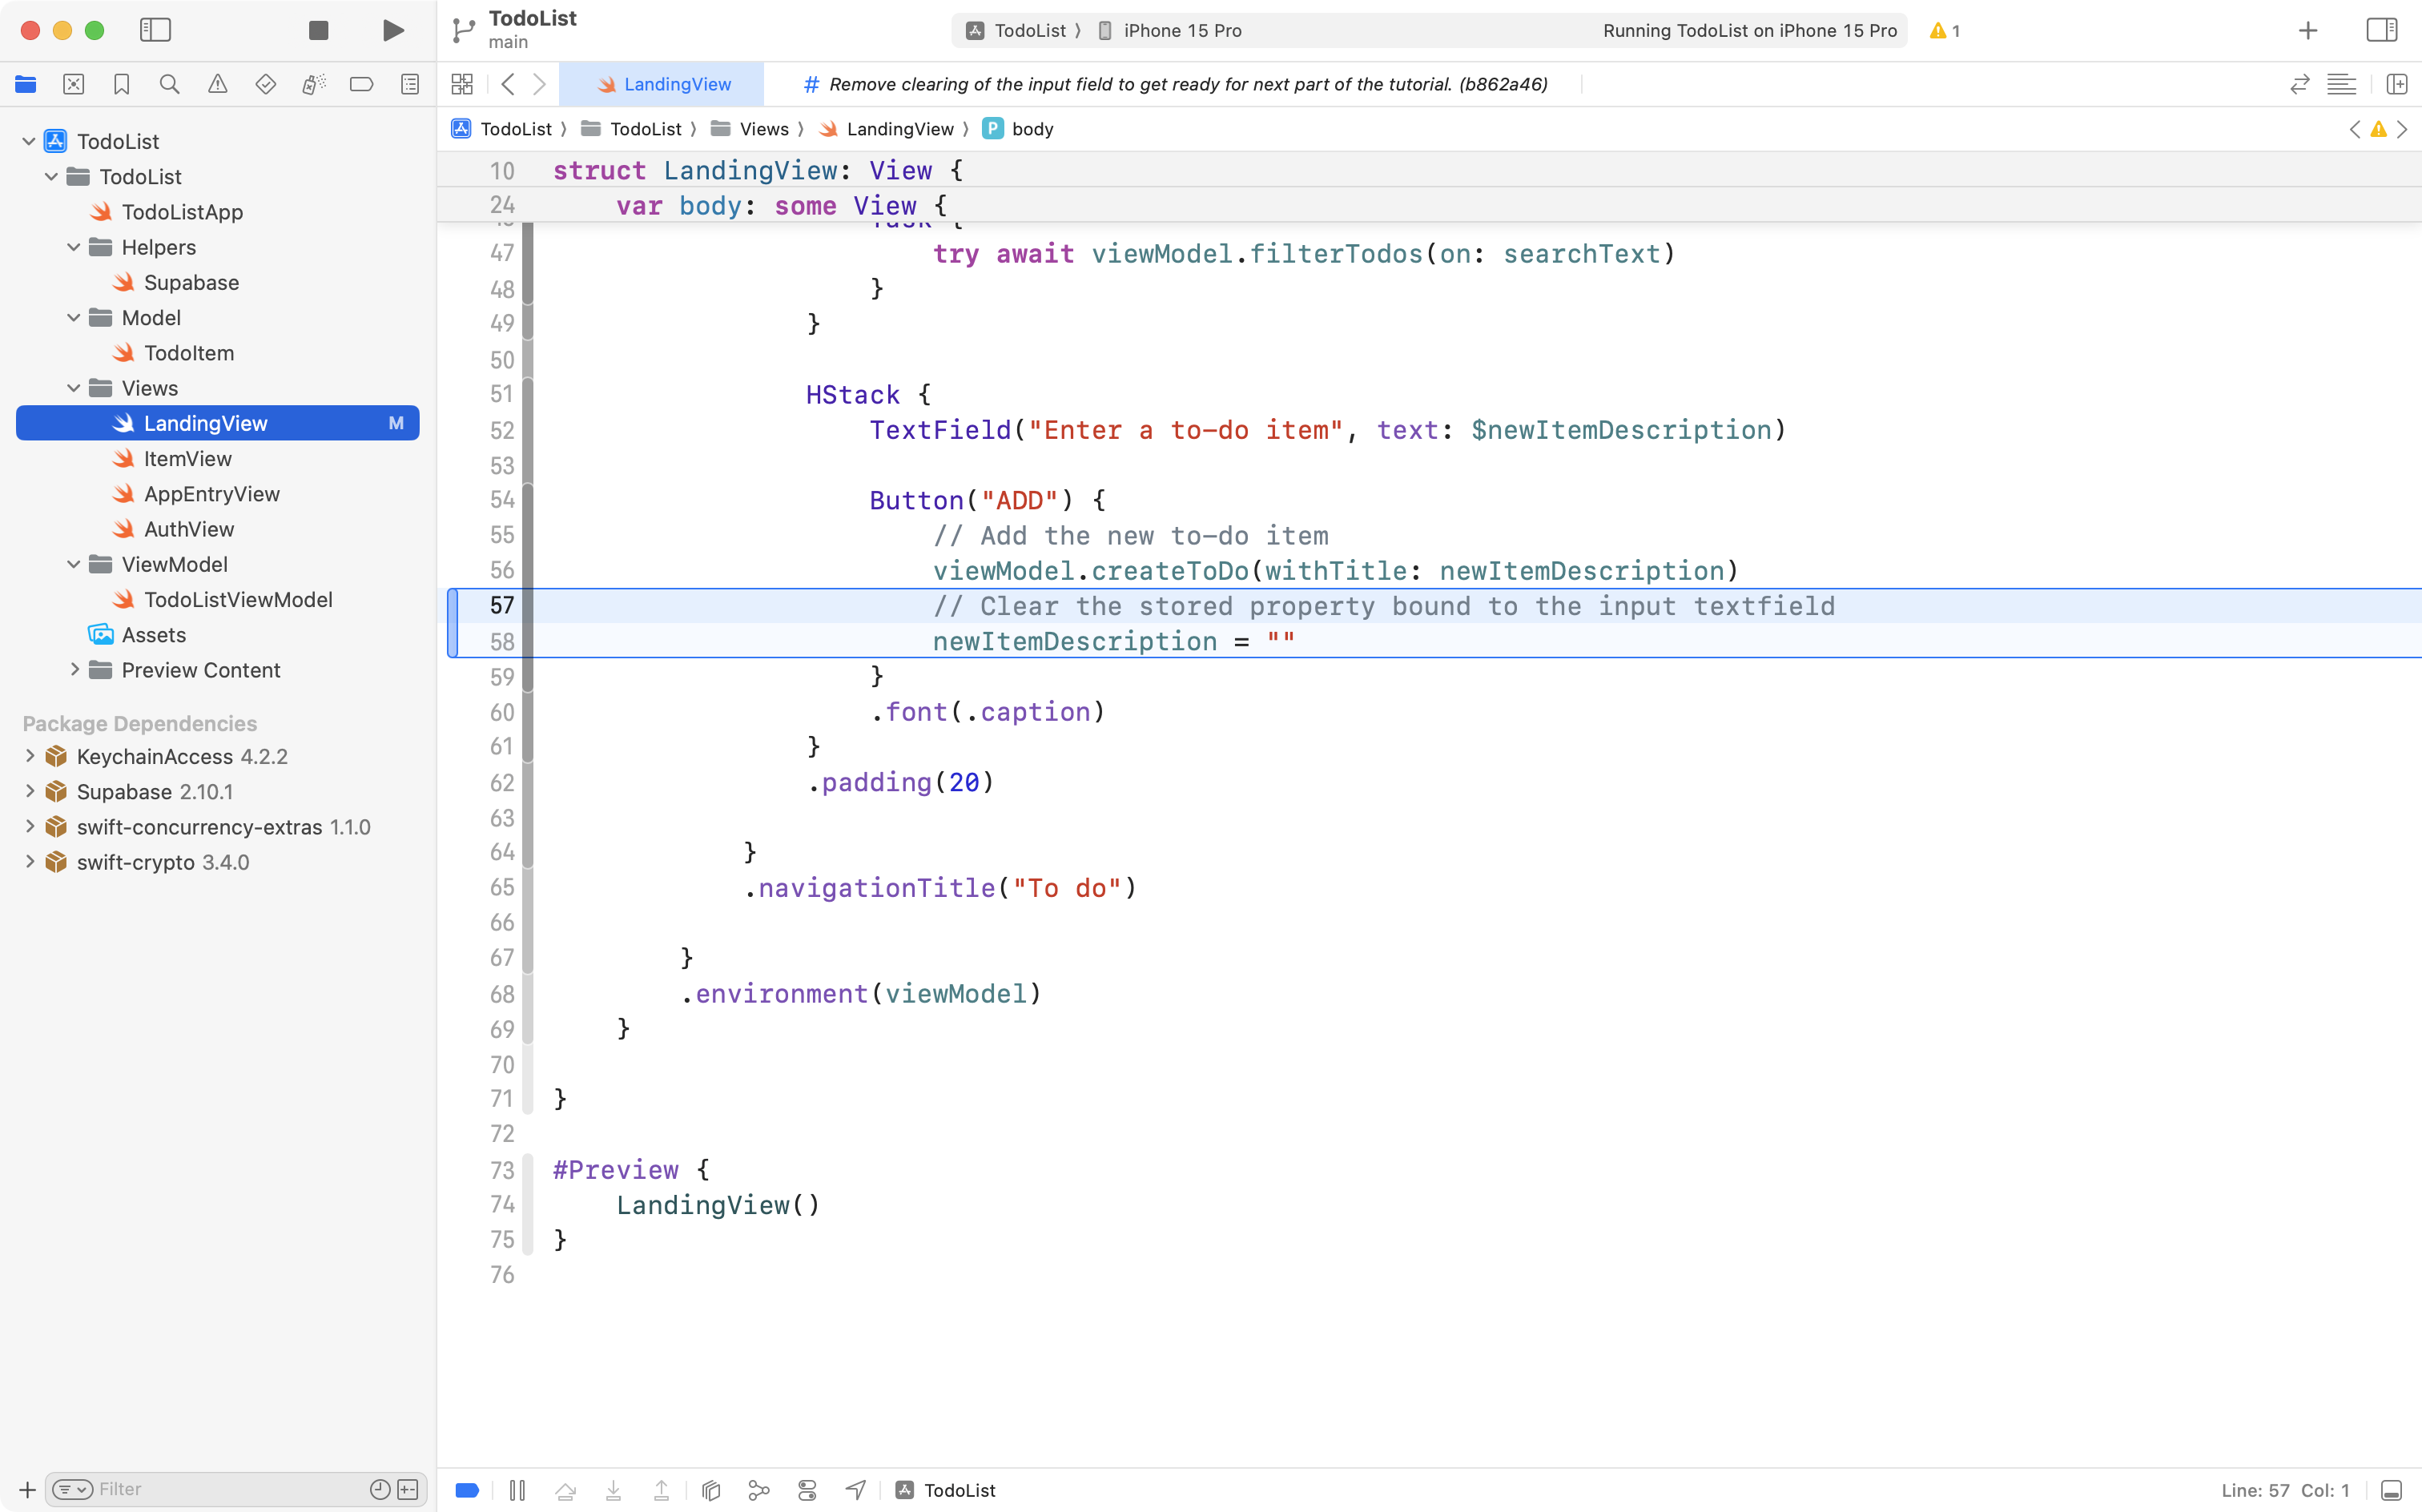 TodoList
main
TodoList 〉 iPhone 15 Pro
Running TodoList on iPhone 15 Pro
1
LandingView
# Remove clearing of the input field to get ready for next part of the tutorial. (b862a46)
TodoList 〉 TodoList 〉 Views 〉 LandingView 〉 P body
TodoList
TodoList
TodoListApp
Helpers
Supabase
Model
TodoItem
Views
LandingView M
ItemView
AppEntryView
AuthView
ViewModel
TodoListViewModel
Assets
Preview Content
Package Dependencies
KeychainAccess 4.2.2
Supabase 2.10.1
swift-concurrency-extras 1.1.0
swift-crypto 3.4.0
Filter
10 struct LandingView: View {
24 var body: some View {
Task {
47 try await viewModel.filterTodos(on: searchText)
48 }
49 }
50
51 HStack {
52 TextField("Enter a to-do item", text: $newItemDescription)
53
54 Button("ADD") {
55 // Add the new to-do item
56 viewModel.createToDo(withTitle: newItemDescription)
57 // Clear the stored property bound to the input textfield
58 newItemDescription = ""
59 }
60 .font(.caption)
61 }
62 .padding(20)
63
64 }
65 .navigationTitle("To do")
66
67 }
68 .environment(viewModel)
69 }
70
71 }
72
73 #Preview {
74 LandingView()
75 }
76
TodoList
Line: 57 Col: 1